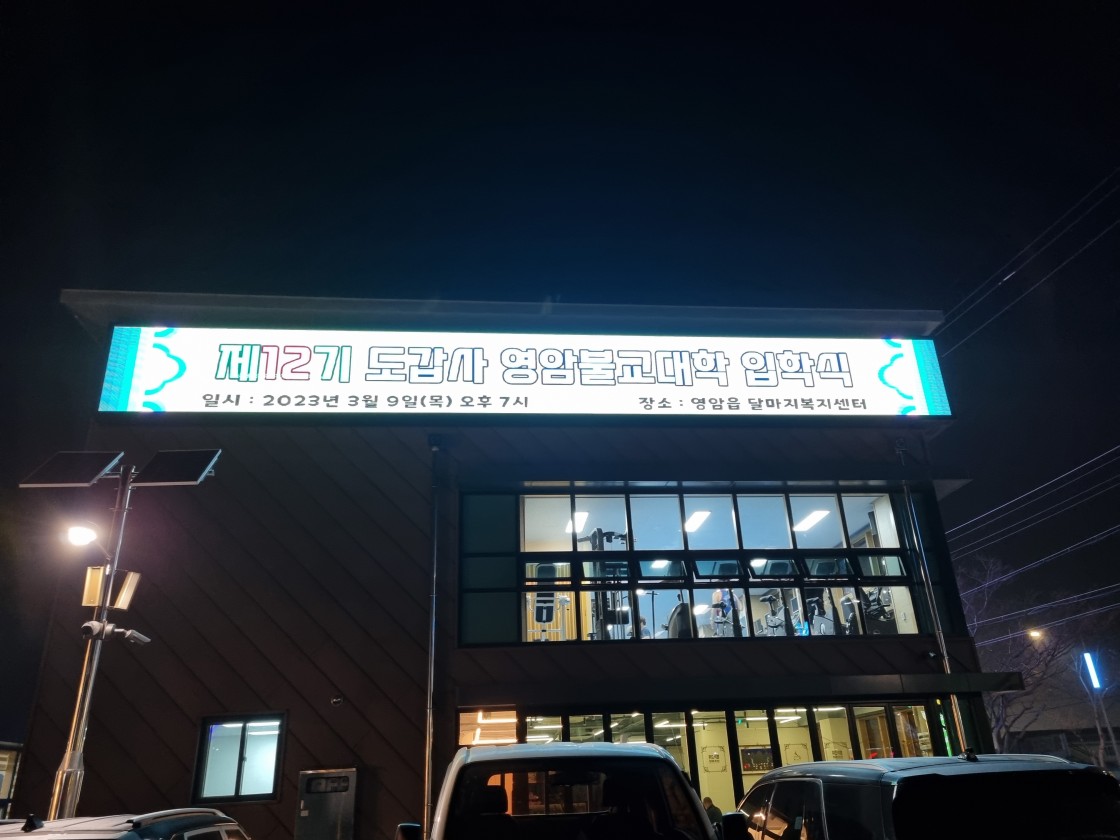 제12기 도갑사 영암불교대학 입학식
일시 : 2023년 3월 9일(목) 오후 7시 장소 : 영암읍 달마지복지센터